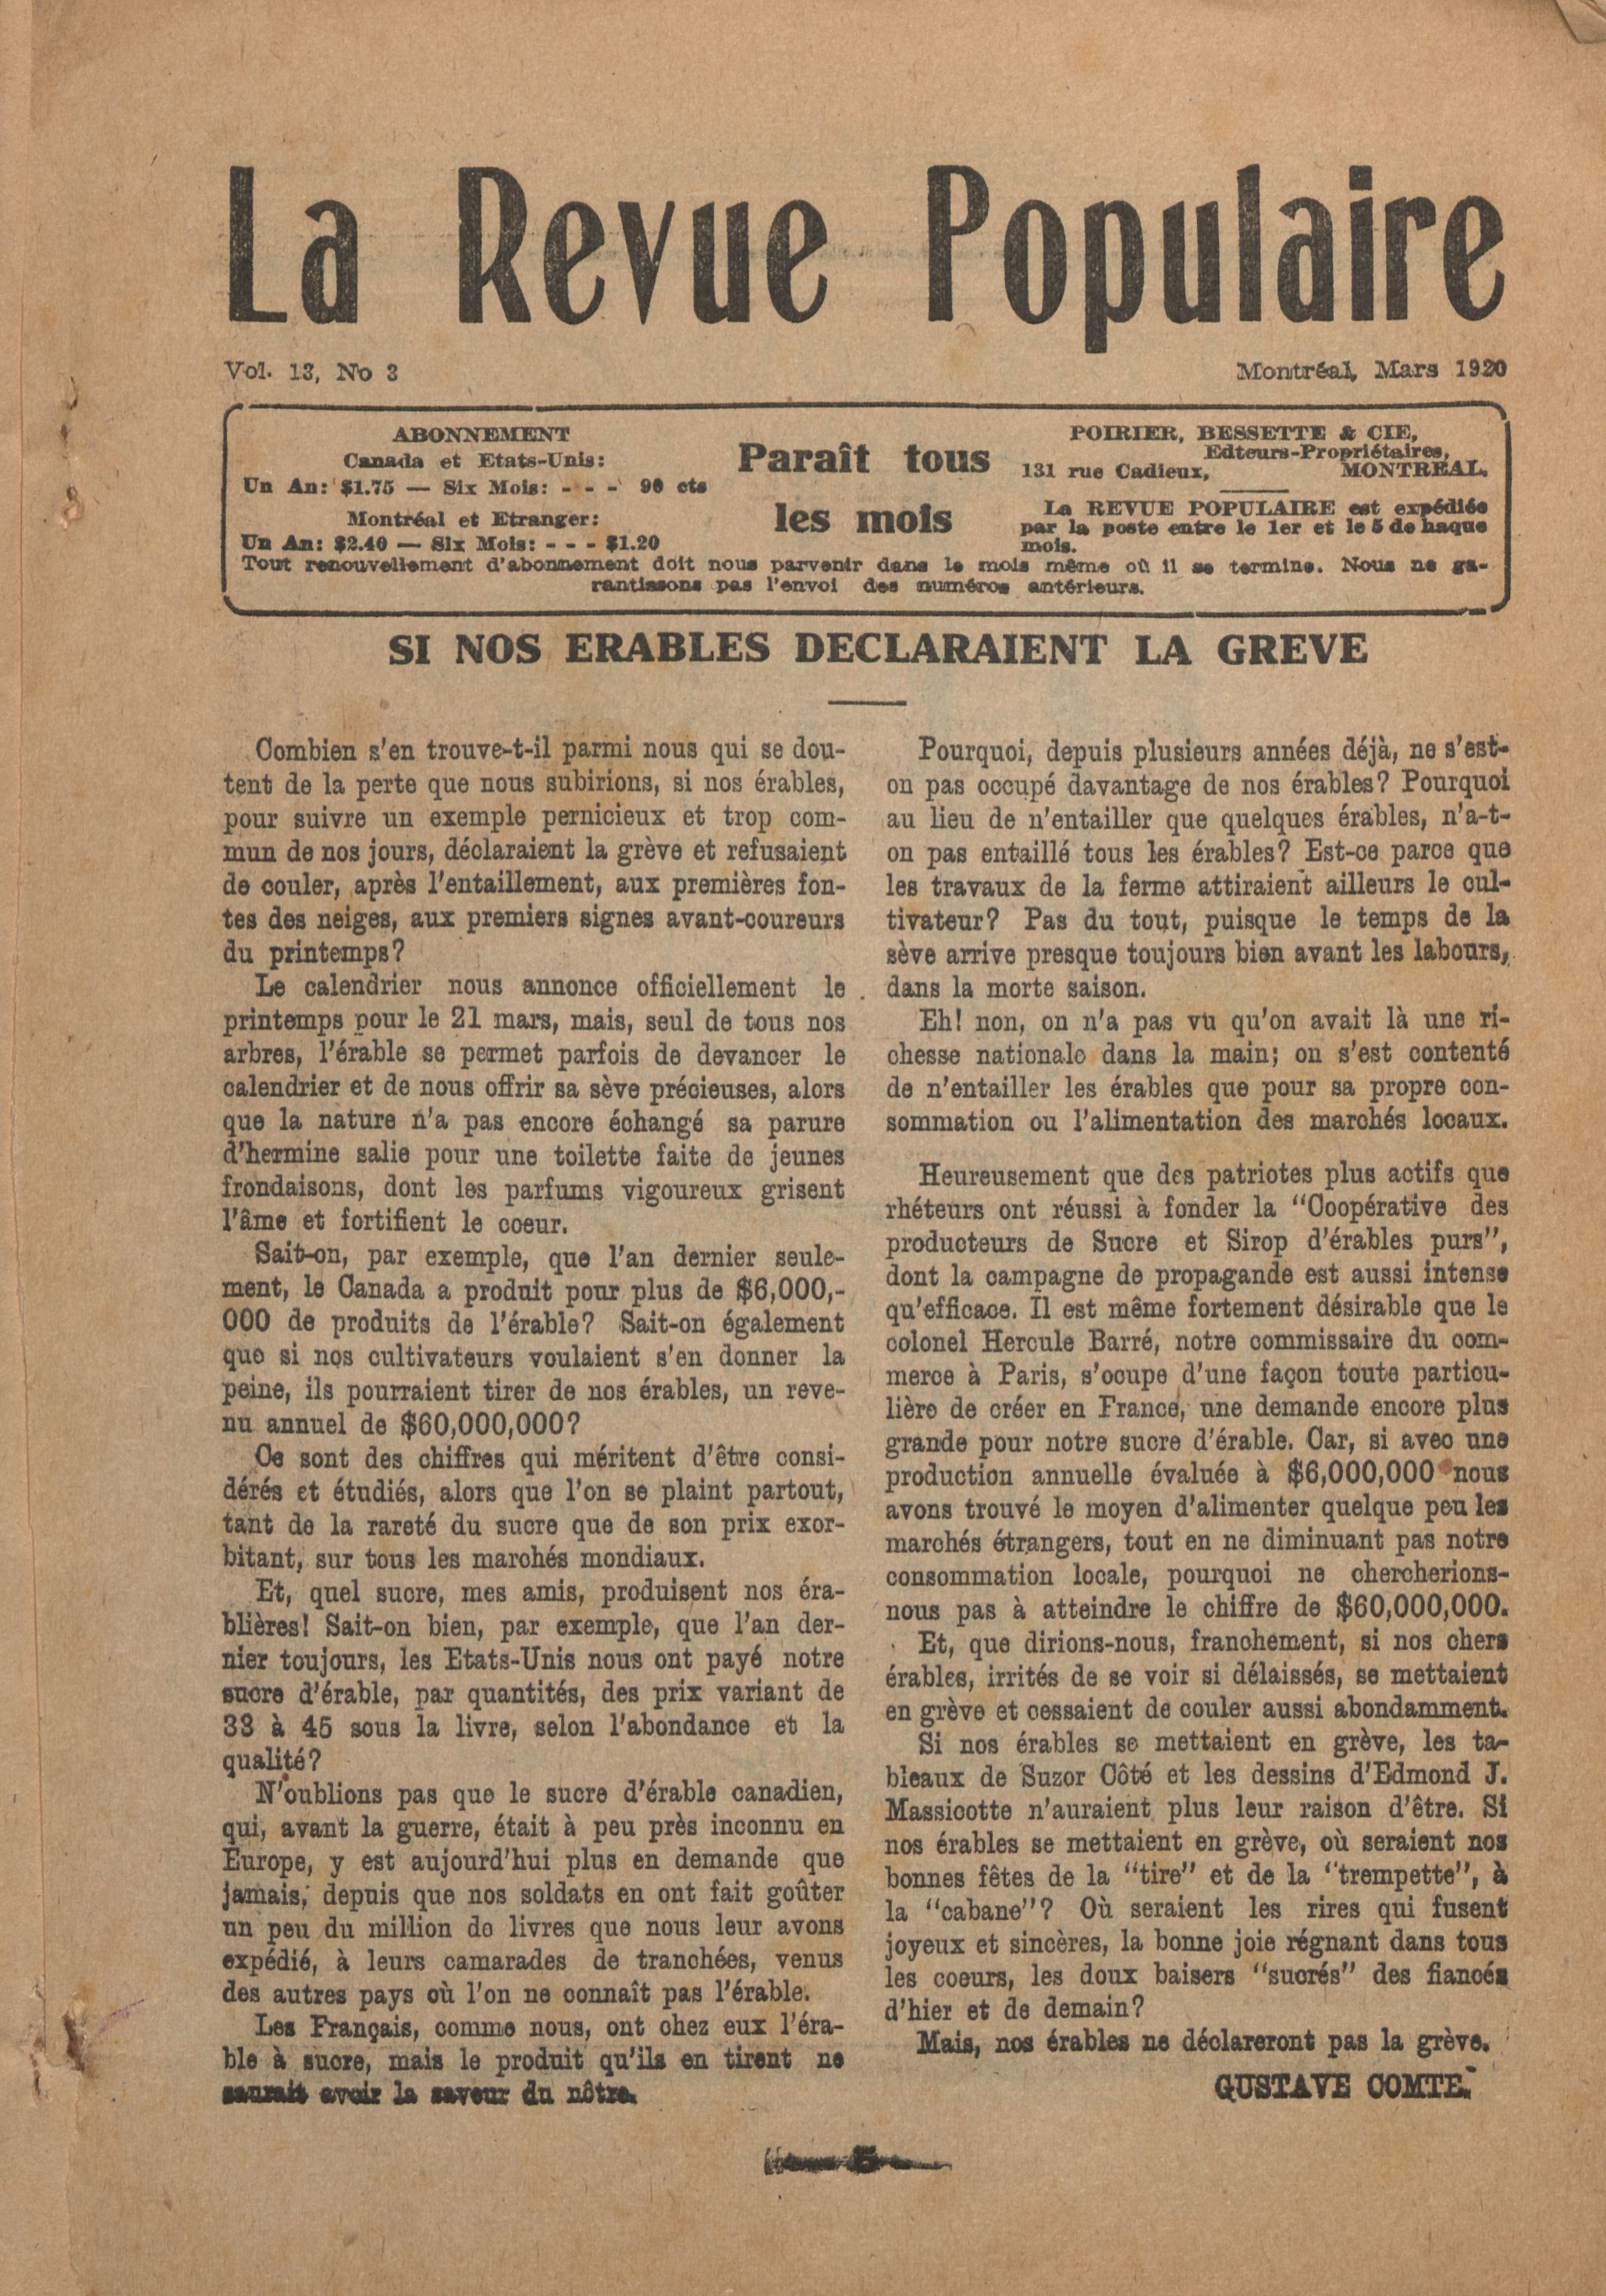 La Revue Populaire
Vol. 13, No 3
Montréal, Mars 1920
ABONNEMENT
Canada et Etats-Unis:
Un An: $1.75 — Six Mois: - - - 90 cts
Montréal et Etranger:
Un An: $2.40 — Six Mois: - - - $1.20
Paraît tous
les mois
POIRIER, BESSETTE & CIE,
Edteurs-Propriétaires,
131 rue Cadieux, MONTREAL.
La REVUE POPULAIRE est expédiée
par la poste entre le 1er et le 5 de haque
mois.
Tout renouvellement d'abonnement doit nous parvenir dans le mois même où il se termine. Nous ne ga-
rantissons pas l'envoi des numéros antérieurs.
SI NOS ERABLES DECLARAIENT LA GREVE
Combien s'en trouve-t-il parmi nous qui se dou-
tent de la perte que nous subirions, si nos érables,
pour suivre un exemple pernicieux et trop com-
mun de nos jours, déclaraient la grève et refusaient
de couler, après l'entaillement, aux premières fon-
tes des neiges, aux premiers signes avant-coureurs
du printemps?
Le calendrier nous annonce officiellement le
printemps pour le 21 mars, mais, seul de tous nos
arbres, l'érable se permet parfois de devancer le
calendrier et de nous offrir sa sève précieuses, alors
que la nature n'a pas encore échangé sa parure
d'hermine salie pour une toilette faite de jeunes
frondaisons, dont les parfums vigoureux grisent
l'âme et fortifient le coeur.
Sait-on, par exemple, que l'an dernier seule-
ment, le Canada a produit pour plus de $6,000,-
000 de produits de l'érable? Sait-on également
que si nos cultivateurs voulaient s'en donner la
peine, ils pourraient tirer de nos érables, un reve-
nu annuel de $60,000,000?
Ce sont des chiffres qui méritent d'être consi-
dérés et étudiés, alors que l'on se plaint partout,
tant de la rareté du sucre que de son prix exor-
bitant, sur tous les marchés mondiaux.
Et, quel sucre, mes amis, produisent nos éra-
blières! Sait-on bien, par exemple, que l'an der-
nier toujours, les Etats-Unis nous ont payé notre
sucre d'érable, par quantités, des prix variant de
33 à 45 sous la livre, selon l'abondance et la
qualité?
N'oublions pas que le sucre d'érable canadien,
qui, avant la guerre, était à peu près inconnu en
Europe, y est aujourd'hui plus en demande que
jamais, depuis que nos soldats en ont fait goûter
un peu du million de livres que nous leur avons
expédié, à leurs camarades de tranchées, venus
des autres pays où l'on ne connaît pas l'érable.
Les Français, comme nous, ont chez eux l'éra-
ble à sucre, mais le produit qu'ils en tirent ne
saurait avoir la saveur du nôtre.
Pourquoi, depuis plusieurs années déjà, ne s'est-
on pas occupé davantage de nos érables? Pourquoi
au lieu de n'entailler que quelques érables, n'a-t-
on pas entaillé tous les érables? Est-ce parce que
les travaux de la ferme attiraient ailleurs le cul-
tivateur? Pas du tout, puisque le temps de la
sève arrive presque toujours bien avant les labours,
dans la morte saison.
Eh! non, on n'a pas vu qu'on avait là une ri-
chesse nationale dans la main; on s'est contenté
de n'entailler les érables que pour sa propre con-
sommation ou l'alimentation des marchés locaux.
Heureusement que des patriotes plus actifs que
rhéteurs ont réussi à fonder la "Coopérative des
producteurs de Sucre et Sirop d'érables purs",
dont la campagne de propagande est aussi intense
qu'efficace. Il est même fortement désirable que le
colonel Hercule Barré, notre commissaire du com-
merce à Paris, s'ocupe d'une façon toute particu-
lière de créer en France, une demande encore plus
grande pour notre sucre d'érable. Car, si avec une
production annuelle évaluée à $6,000,000 nous
avons trouvé le moyen d'alimenter quelque peu les
marchés étrangers, tout en ne diminuant pas notre
consommation locale, pourquoi ne chercherions-
nous pas à atteindre le chiffre de $60,000,000.
Et, que dirions-nous, franchement, si nos chers
érables, irrités de se voir si délaissés, se mettaient
en grève et cessaient de couler aussi abondamment.
Si nos érables se mettaient en grève, les ta-
bleaux de Suzor Côté et les dessins d'Edmond J.
Massicotte n'auraient plus leur raison d'être. Si
nos érables se mettaient en grève, où seraient nos
bonnes fêtes de la "tire" et de la "trempette", à
la "cabane"? Où seraient les rires qui fusent
joyeux et sincères, la bonne joie régnant dans tous
les coeurs, les doux baisers "sucrés" des fiancés
d'hier et de demain?
Mais, nos érables ne déclareront pas la grève.
GUSTAVE COMTE.
5